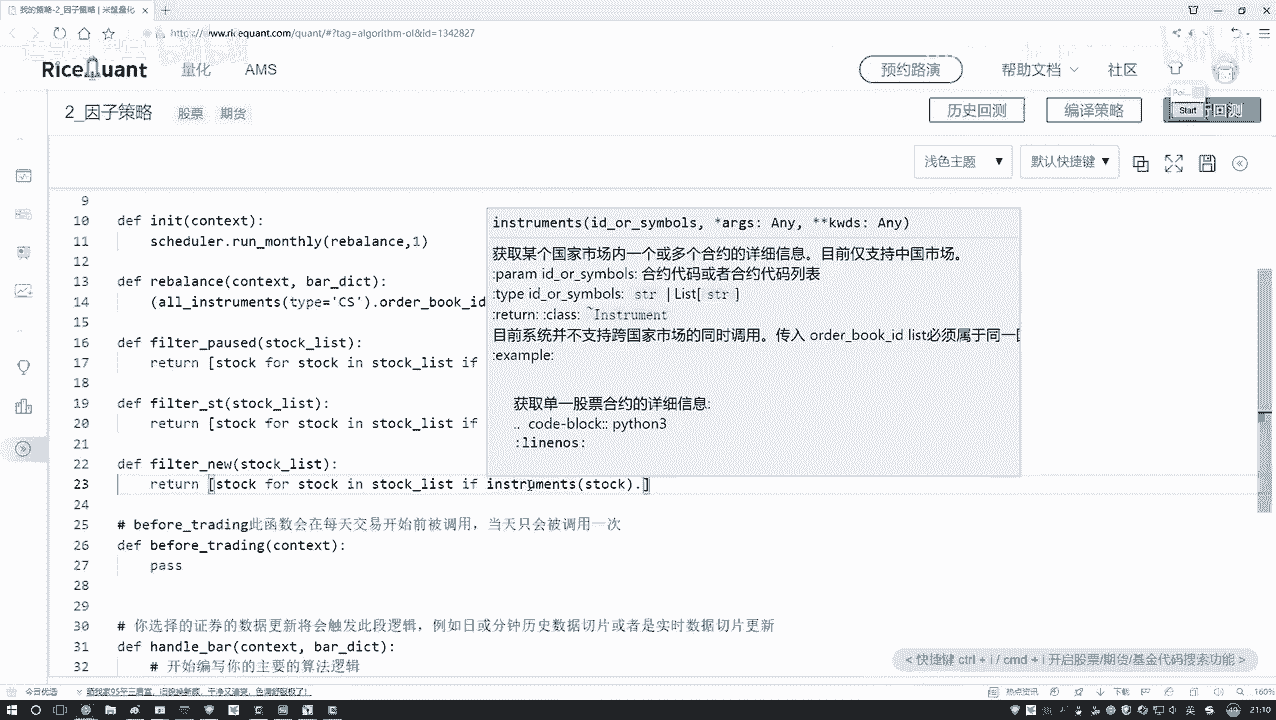 我的策略-2_因子策略 | 米筐量化
https://www.ricequant.com/quant/#?tag=algorithm-ol&id=1342827
RiceQuant 量化 AMS 预约路演 帮助文档 社区
2_因子策略 股票 期货 历史回测 编译策略 回测
Start
浅色主题 默认快捷键
9
10 def init(context):
11 scheduler.run_monthly(rebalance,1)
12
13 def rebalance(context, bar_dict):
14 (all_instruments(type='CS').order_book_id
15
16 def filter_paused(stock_list):
17 return [stock for stock in stock_list if
18
19 def filter_st(stock_list):
20 return [stock for stock in stock_list if
21
22 def filter_new(stock_list):
23 return [stock for stock in stock_list if instruments(stock).]
24
25 # before_trading此函数会在每天交易开始前被调用，当天只会被调用一次
26 def before_trading(context):
27 pass
28
29
30 # 你选择的证券的数据更新将会触发此段逻辑，例如日或分钟历史数据切片或者是实时数据切片更新
31 def handle_bar(context, bar_dict):
32 # 开始编写你的主要的算法逻辑
instruments(id_or_symbols, *args: Any, **kwds: Any)
获取某个国家市场内一个或多个合约的详细信息。目前仅支持中国市场。
:param id_or_symbols: 合约代码或者合约代码列表
:type id_or_symbols: `str` | List[`str`]
:return: :class: `Instrument
目前系统并不支持跨国家市场的同时调用。传入 order_book_id list必须属于同一
:example:
获取单一股票合约的详细信息:
.. code-block:: python3
:linenos:
< 快捷键 ctrl + i / cmd + i 开启股票/期货/基金代码搜索功能 >
今日优选
热点资讯 下载 160%
英 21:10